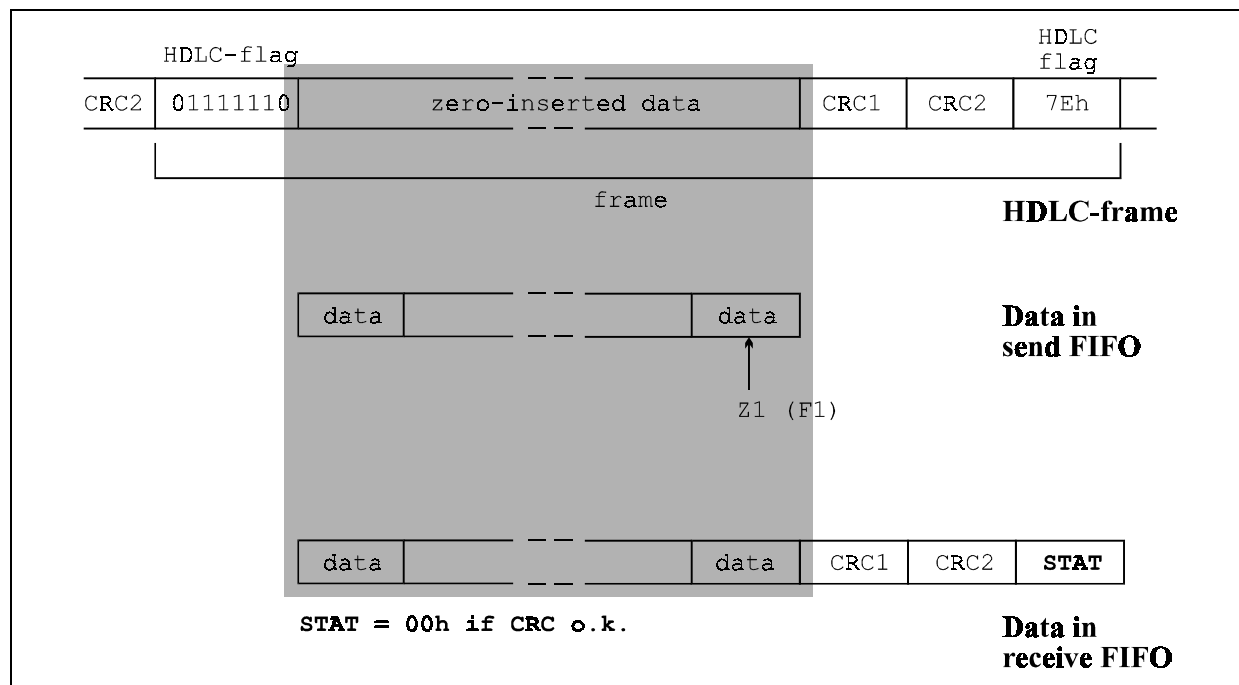 HDLC-flag
HDLC
flag
CRC2 01111110 zero-inserted data CRC1 CRC2 7Eh
frame
HDLC-frame
data data
Data in
send FIFO
Z1 (F1)
data data CRC1 CRC2 STAT
STAT = 00h if CRC o.k.
Data in
receive FIFO